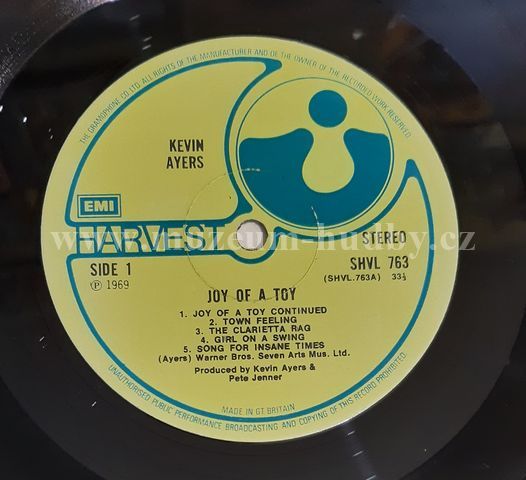 THE GRAMOPHONE CO. LTD. ALL RIGHTS OF THE MANUFACTURER AND OF THE OWNER OF THE RECORDED WORK RESERVED.
KEVIN
AYERS
EMI
HARVEST
www.muzeum-hudby.cz
STEREO
SIDE 1
SHVL 763
(SHVL.763A) 33⅓
Ⓟ 1969
JOY OF A TOY
1. JOY OF A TOY CONTINUED
2. TOWN FEELING
3. THE CLARIETTA RAG
4. GIRL ON A SWING
5. SONG FOR INSANE TIMES
(Ayers) Warner Bros. Seven Arts Mus. Ltd.
Produced by Kevin Ayers &
Pete Jenner
MADE IN GT BRITAIN
UNAUTHORISED PUBLIC PERFORMANCE BROADCASTING AND COPYING OF THIS RECORD PROHIBITED.